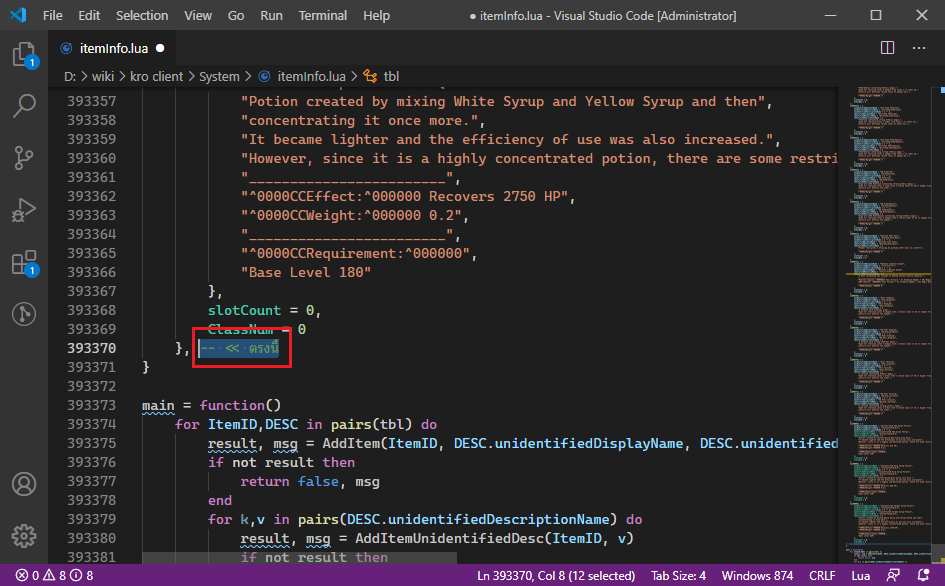 File Edit Selection View Go Run Terminal Help ● itemInfo.lua - Visual Studio Code [Administrator]
itemInfo.lua
D: > wiki > kro client > System > itemInfo.lua > tbl
393357 "Potion created by mixing White Syrup and Yellow Syrup and then",
393358 "concentrating it once more.",
393359 "It became lighter and the efficiency of use was also increased.",
393360 "However, since it is a highly concentrated potion, there are some restri
393361 "________________________",
393362 "^0000CCEffect:^000000 Recovers 2750 HP",
393363 "^0000CCWeight:^000000 0.2",
393364 "________________________",
393365 "^0000CCRequirement:^000000",
393366 "Base Level 180"
393367 },
393368 slotCount = 0,
393369 ClassNum = 0
393370 }, -- << ตรงนี้
393371 }
393372
393373 main = function()
393374 for ItemID,DESC in pairs(tbl) do
393375 result, msg = AddItem(ItemID, DESC.unidentifiedDisplayName, DESC.unidentified
393376 if not result then
393377 return false, msg
393378 end
393379 for k,v in pairs(DESC.unidentifiedDescriptionName) do
393380 result, msg = AddItemUnidentifiedDesc(ItemID, v)
393381 if not result then
1
1
0 8 8 Ln 393370, Col 8 (12 selected) Tab Size: 4 Windows 874 CRLF Lua